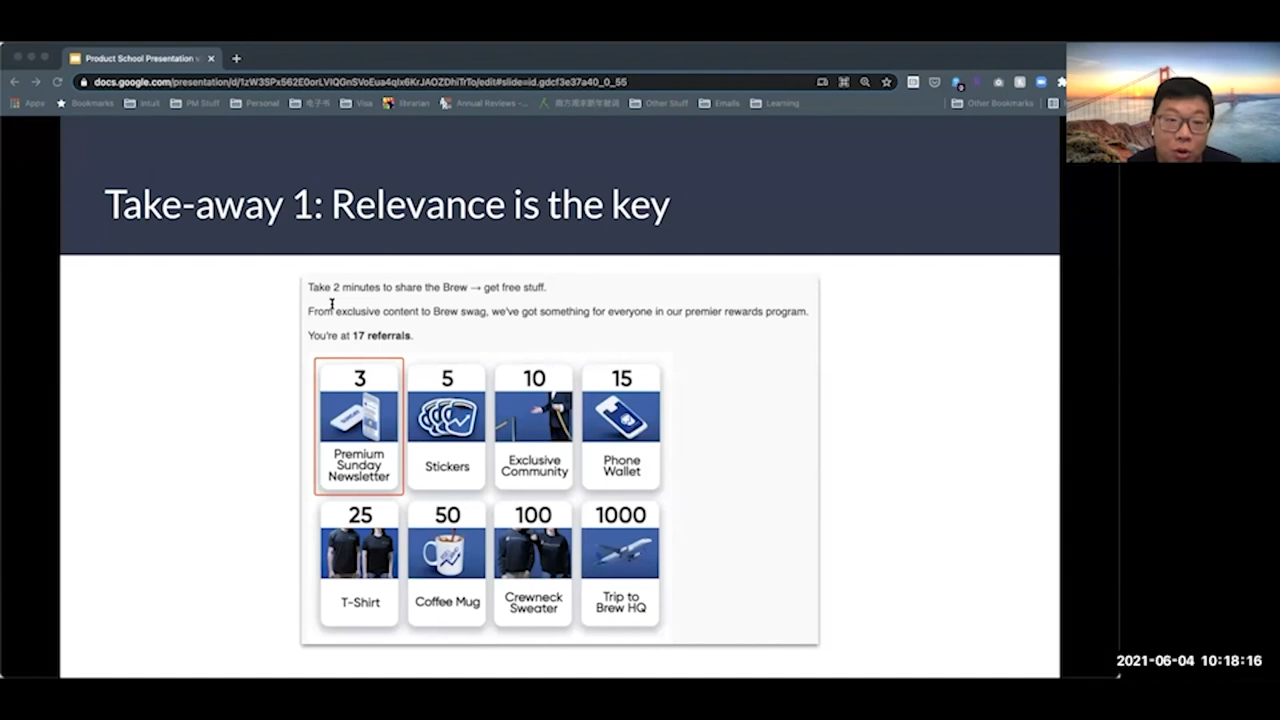 Product School Presentation
docs.google.com/presentation/d/1zW3SPx562E0orLVIQGnSVoEua4qIx6KrJAOZDhiTrTo/edit#slide=id.gdcf3e37a40_0_55
Apps Bookmarks Intuit PM Stuff Personal 电子书 Visa librarian Annual Reviews -... Other Stuff Emails Learning Other Bookmarks
Take-away 1: Relevance is the key
Take 2 minutes to share the Brew → get free stuff.
From exclusive content to Brew swag, we've got something for everyone in our premier rewards program.
You're at 17 referrals.
3 5 10 15
Premium Sunday Newsletter
Stickers
Exclusive Community
Phone Wallet
25 50 100 1000
T-Shirt
Coffee Mug
Crewneck Sweater
Trip to Brew HQ
2021-06-04 10:18:16